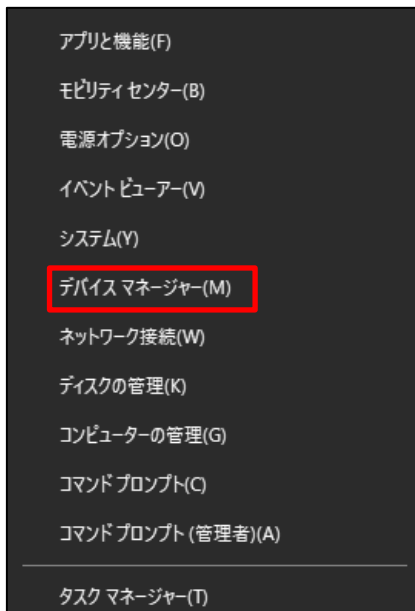 アプリと機能(F)
モビリティ センター(B)
電源オプション(O)
イベント ビューアー(V)
システム(Y)
デバイス マネージャー(M)
ネットワーク接続(W)
ディスクの管理(K)
コンピューターの管理(G)
コマンド プロンプト(C)
コマンド プロンプト (管理者)(A)
タスク マネージャー(T)